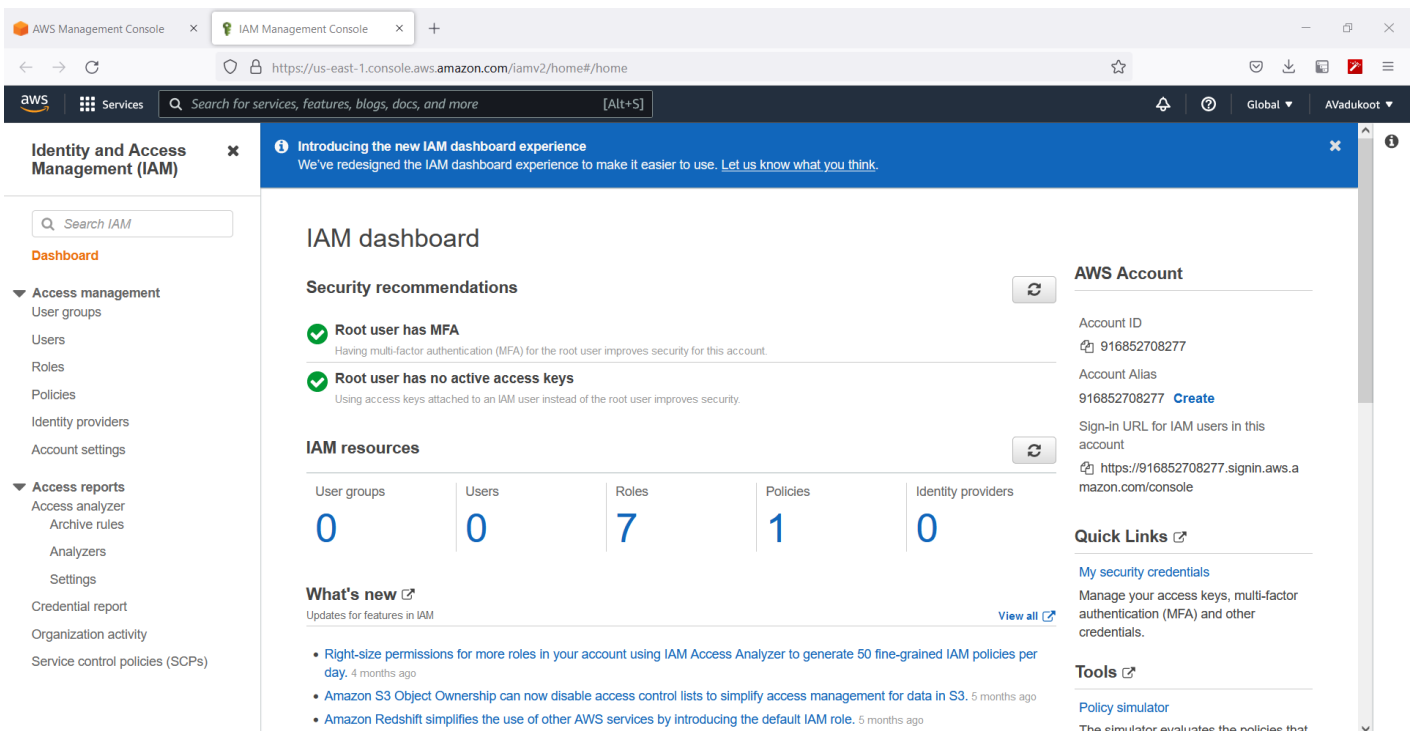 AWS Management Console
IAM Management Console
https://us-east-1.console.aws.amazon.com/iamv2/home#/home
aws
Services
Search for services, features, blogs, docs, and more
[Alt+S]
Global
AVadukoot
Identity and Access
Management (IAM)
Search IAM
Dashboard
Access management
User groups
Users
Roles
Policies
Identity providers
Account settings
Access reports
Access analyzer
Archive rules
Analyzers
Settings
Credential report
Organization activity
Service control policies (SCPs)
Introducing the new IAM dashboard experience
We've redesigned the IAM dashboard experience to make it easier to use. Let us know what you think.
IAM dashboard
Security recommendations
Root user has MFA
Having multi-factor authentication (MFA) for the root user improves security for this account.
Root user has no active access keys
Using access keys attached to an IAM user instead of the root user improves security.
IAM resources
User groups
0
Users
0
Roles
7
Policies
1
Identity providers
0
What's new
Updates for features in IAM
View all
Right-size permissions for more roles in your account using IAM Access Analyzer to generate 50 fine-grained IAM policies per
day. 4 months ago
Amazon S3 Object Ownership can now disable access control lists to simplify access management for data in S3. 5 months ago
Amazon Redshift simplifies the use of other AWS services by introducing the default IAM role. 5 months ago
AWS Account
Account ID
916852708277
Account Alias
916852708277 Create
Sign-in URL for IAM users in this
account
https://916852708277.signin.aws.a
mazon.com/console
Quick Links
My security credentials
Manage your access keys, multi-factor
authentication (MFA) and other
credentials.
Tools
Policy simulator
The simulator evaluates the policies that